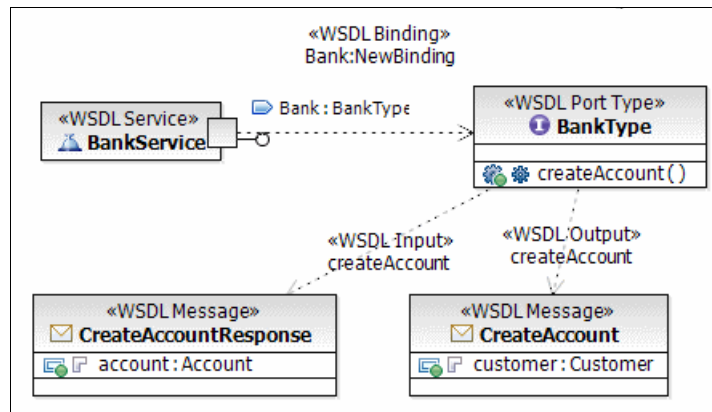 «WSDL Binding»
Bank:NewBinding
«WSDL Service»
BankService
Bank : BankType
«WSDL Port Type»
BankType
createAccount ( )
«WSDL Input»
createAccount
«WSDL Output»
createAccount
«WSDL Message»
CreateAccountResponse
account : Account
«WSDL Message»
CreateAccount
customer : Customer